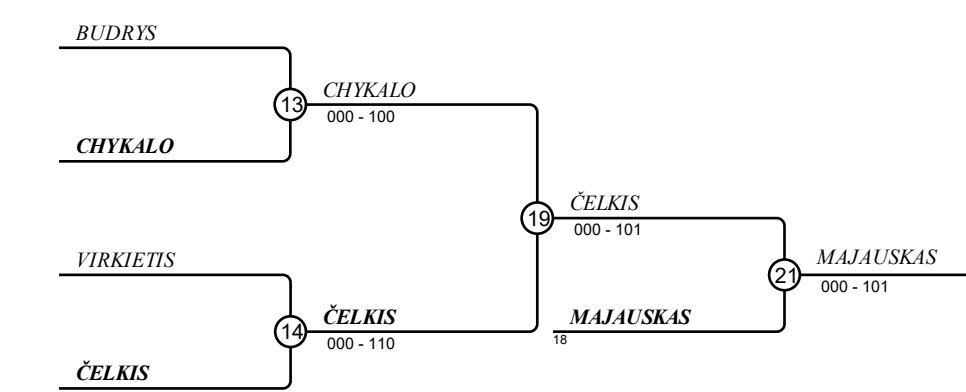 BUDRYS
13
CHYKALO
000 - 100
CHYKALO
19
ČELKIS
000 - 101
VIRKIETIS
14
ČELKIS
000 - 110
ČELKIS
21
MAJAUSKAS
000 - 101
MAJAUSKAS
18